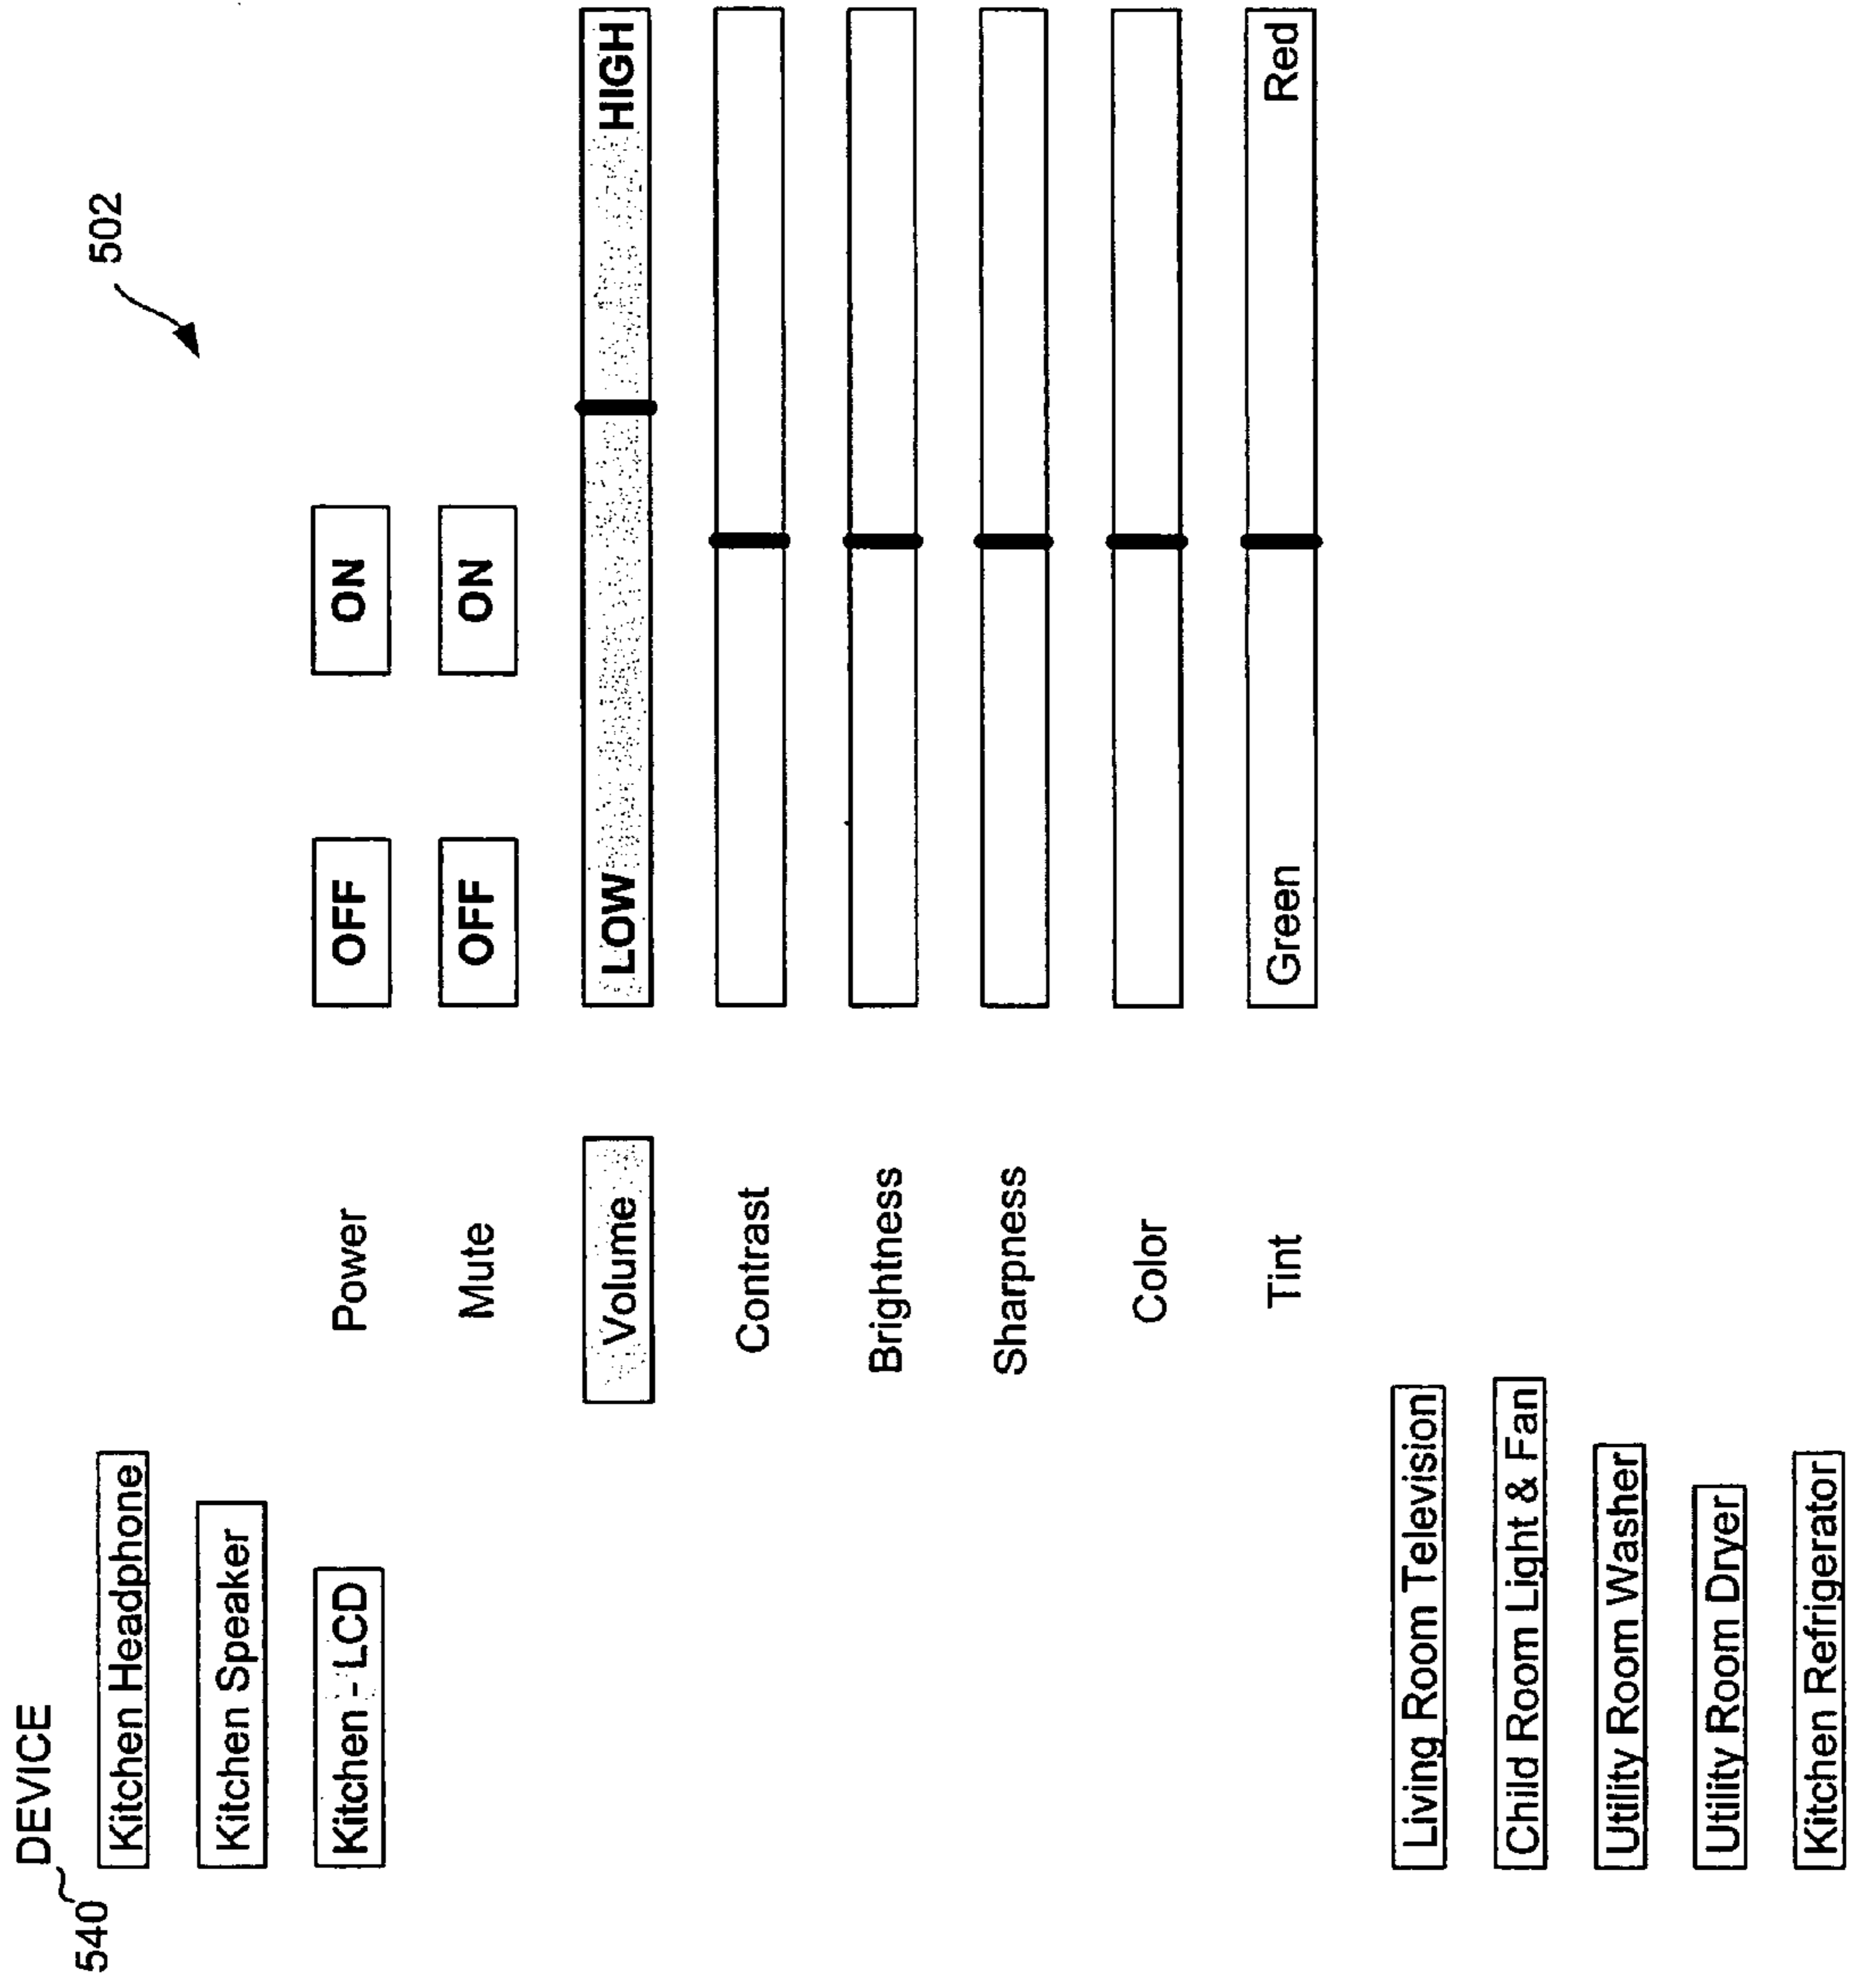 502
540
DEVICE
Kitchen Headphone
Kitchen Speaker
Kitchen - LCD
Power OFF ON
Mute OFF ON
Volume LOW HIGH
Contrast
Brightness
Sharpness
Color
Tint Green Red
Living Room Television
Child Room Light & Fan
Utility Room Washer
Utility Room Dryer
Kitchen Refrigerator